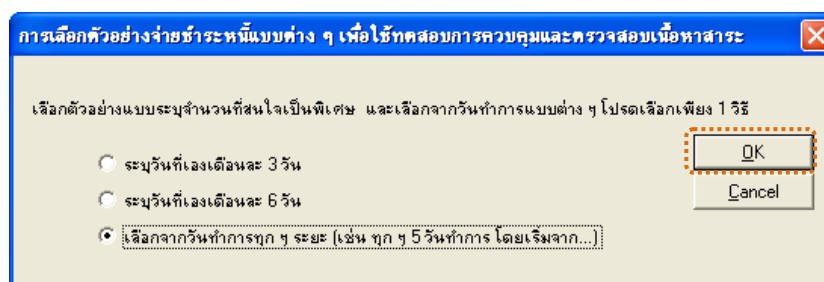 การเลือกตัวอย่างจ่ายชำระหนี้แบบต่าง ๆ เพื่อใช้ทดสอบการควบคุมและตรวจสอบเนื้อหาสาระ
เลือกตัวอย่างแบบระบุจำนวนที่สนใจเป็นพิเศษ และเลือกจากวันทำการแบบต่าง ๆ โปรดเลือกเพียง 1 วิธี
ระบุวันที่เองเดือนละ 3 วัน
ระบุวันที่เองเดือนละ 6 วัน
เลือกจากวันทำการทุก ๆ ระยะ (เช่น ทุก ๆ 5 วันทำการ โดยเริ่มจาก...)
OK
Cancel